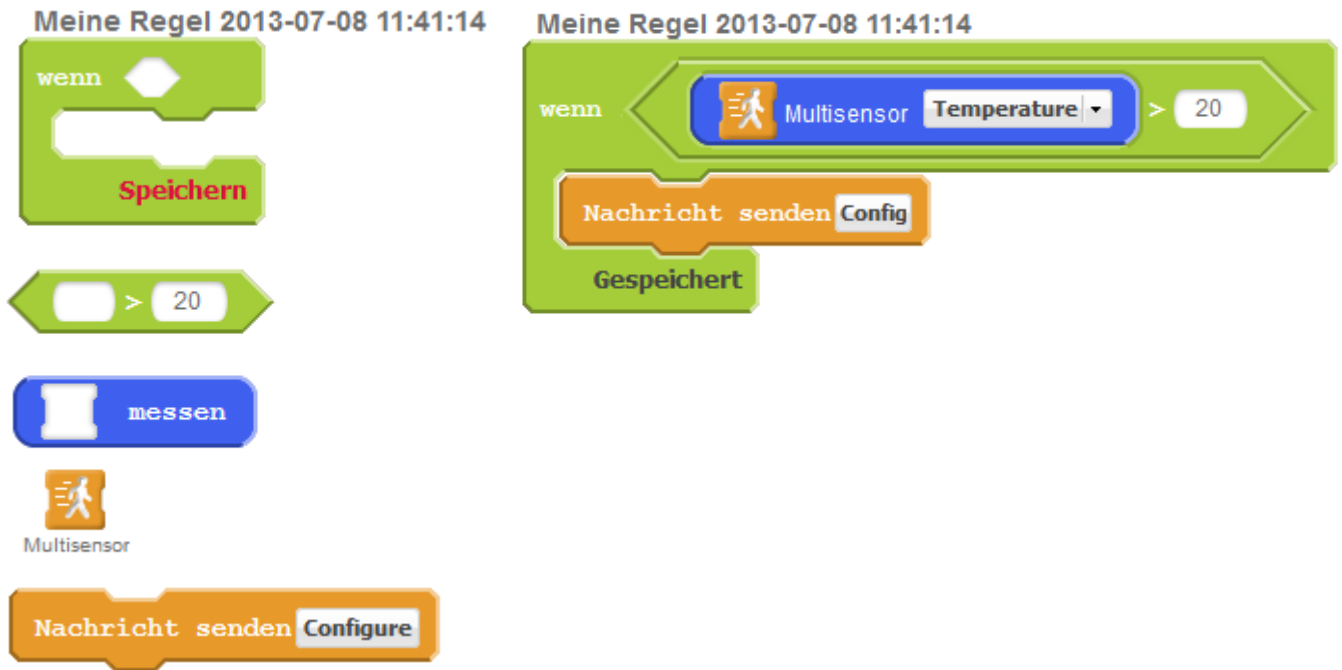 Meine Regel 2013-07-08 11:41:14
wenn
Speichern
> 20
messen
Multisensor
Nachricht senden Configure
Meine Regel 2013-07-08 11:41:14
wenn Multisensor Temperature > 20
Nachricht senden Config
Gespeichert